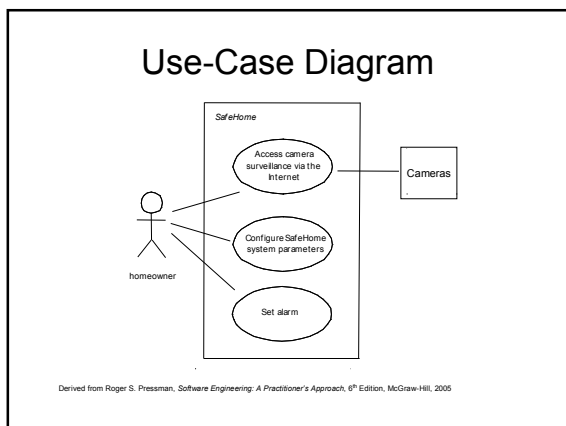 Use-Case Diagram
SafeHome
Access camera
surveillance via the
Internet
Cameras
Configure SafeHome
system parameters
homeowner
Set alarm
Derived from Roger S. Pressman, Software Engineering: A Practitioner's Approach, 6th Edition, McGraw-Hill, 2005